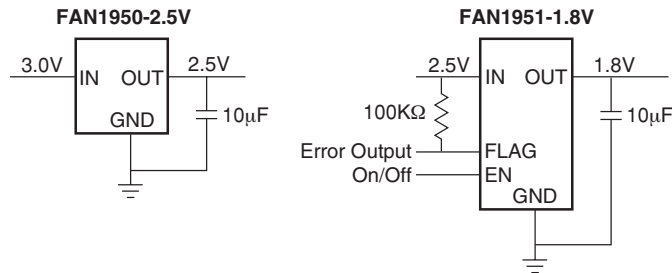 FAN1950-2.5V
3.0V IN OUT 2.5V
10μF
GND
FAN1951-1.8V
2.5V IN OUT 1.8V
100KΩ
10μF
Error Output FLAG
On/Off EN
GND